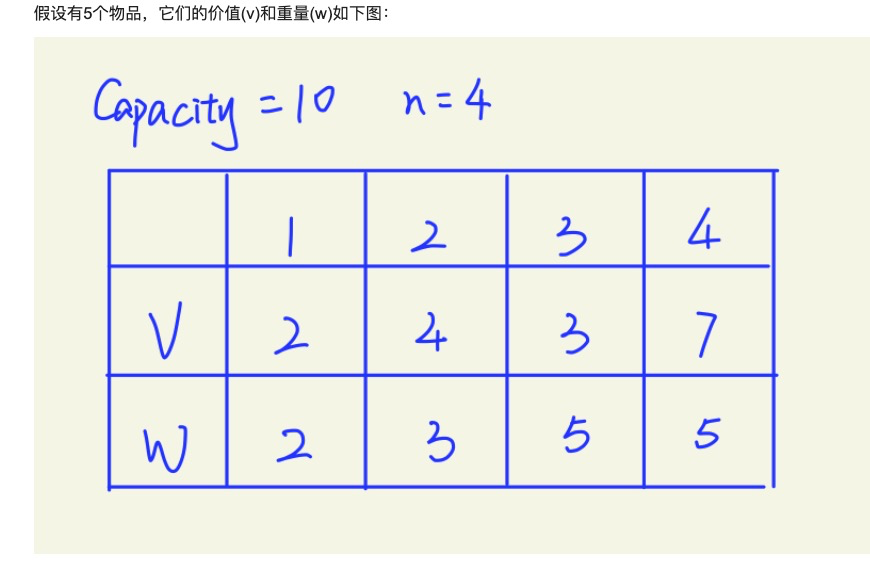 假设有5个物品，它们的价值(v)和重量(w)如下图：
Capacity = 10 n = 4
1 2 3 4
V 2 4 3 7
W 2 3 5 5